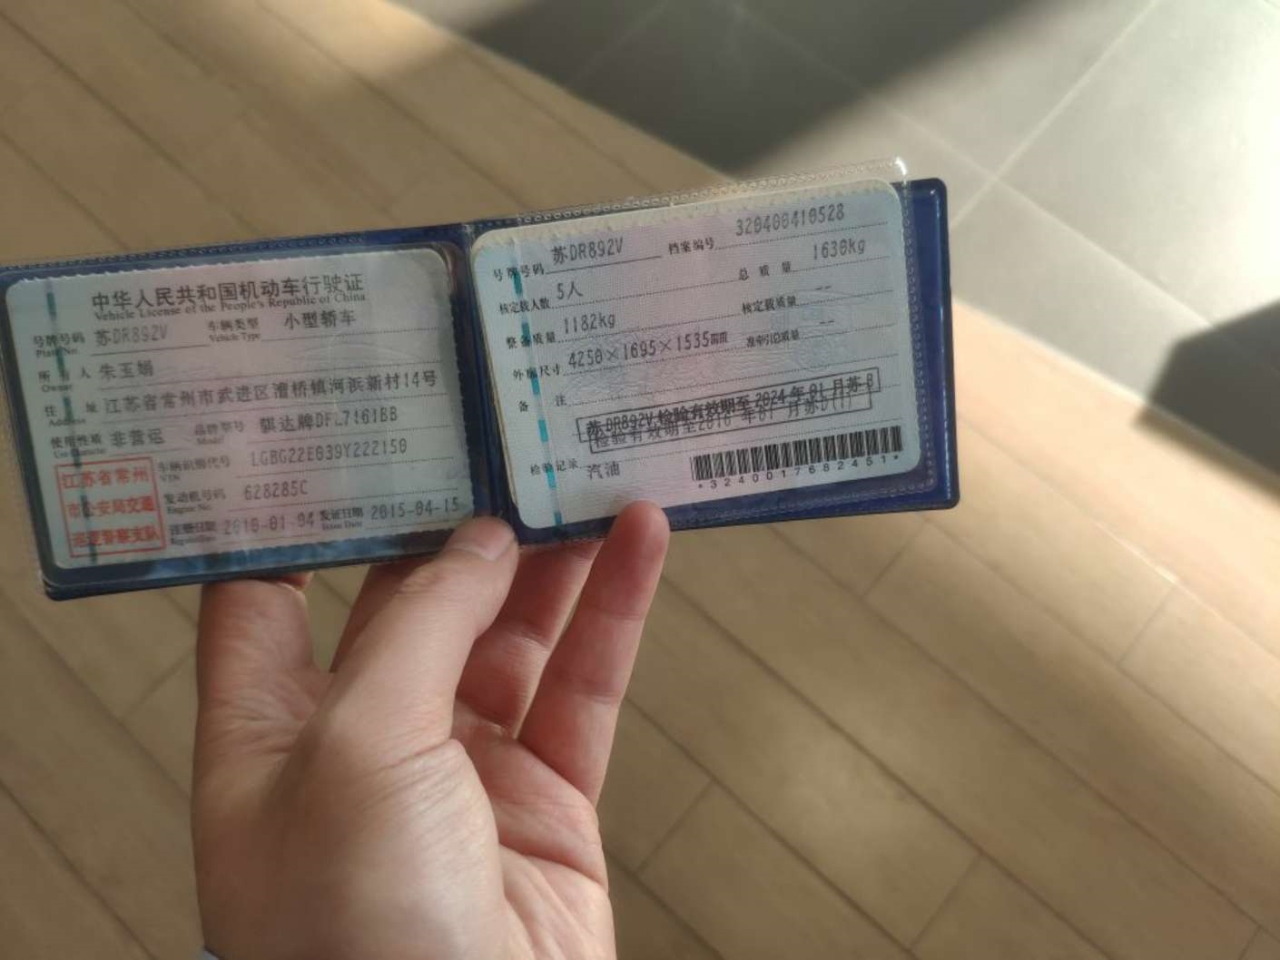 中华人民共和国机动车行驶证
Vehicle License of the People's Republic of China
号牌号码 苏DR892V 车辆类型 小型轿车
Plate No. Vehicle Type
所有人 朱玉娟
Owner
住址 江苏省常州市武进区漕桥镇河浜新村14号
Address
使用性质 非营运 品牌型号 骐达牌DFL7161BB
Use Character Model
车辆识别代号 LGBG22E039Y222150
VIN
发动机号码 628285C
Engine No.
注册日期 2010-01-04 发证日期 2015-04-15
Issue Date
江苏省常州
市公安局交通
巡逻警察支队
号牌号码 苏DR892V 档案编号 320400410528
核定载人数 5人 总质量 1630kg
整备质量 1182kg 核定载质量 --
外廓尺寸 4250×1695×1535mm 准牵引总质量 --
备注
苏DR892V 检验有效期至2024年01月苏B
检验有效期至2016年01月苏D
检验记录 汽油
*3240017682451*